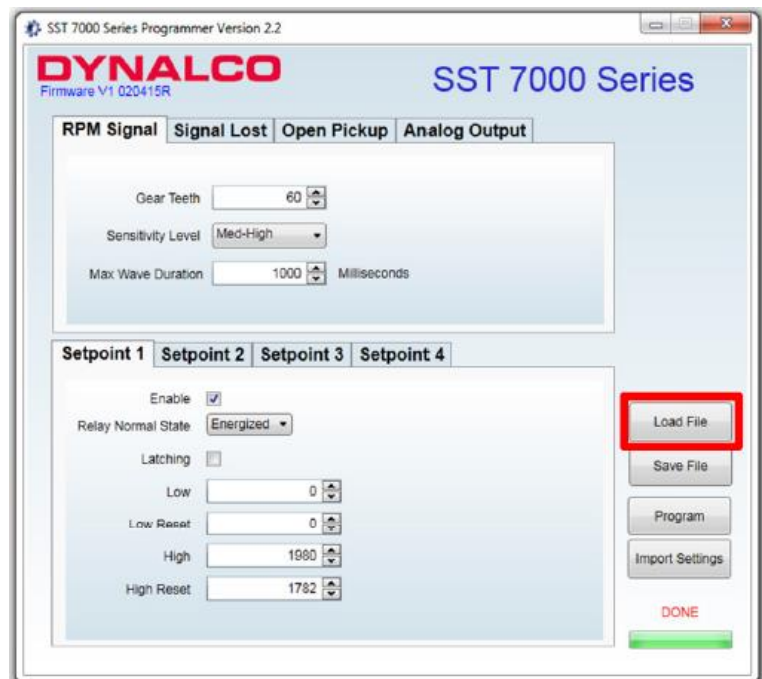 SST 7000 Series Programmer Version 2.2
DYNALCO
Firmware V1 020415R
SST 7000 Series
RPM Signal Signal Lost Open Pickup Analog Output
Gear Teeth 60
Sensitivity Level Med-High
Max Wave Duration 1000 Milliseconds
Setpoint 1 Setpoint 2 Setpoint 3 Setpoint 4
Enable
Relay Normal State Energized
Latching
Low 0
Low Reset 0
High 1980
High Reset 1782
Load File
Save File
Program
Import Settings
DONE